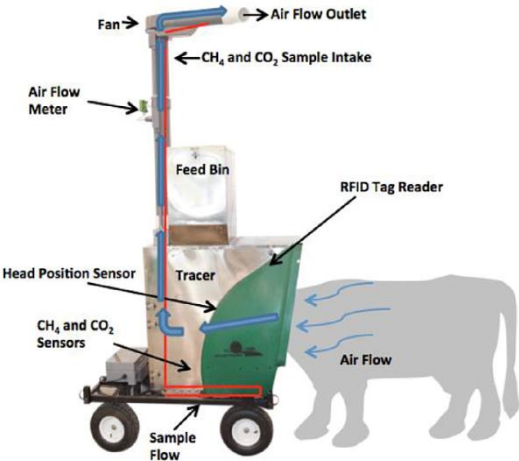 Fan
Air Flow Outlet
CH₄ and CO₂ Sample Intake
Air Flow
Meter
Feed Bin
RFID Tag Reader
Head Position Sensor
Tracer
CH₄ and CO₂
Sensors
Air Flow
Sample
Flow